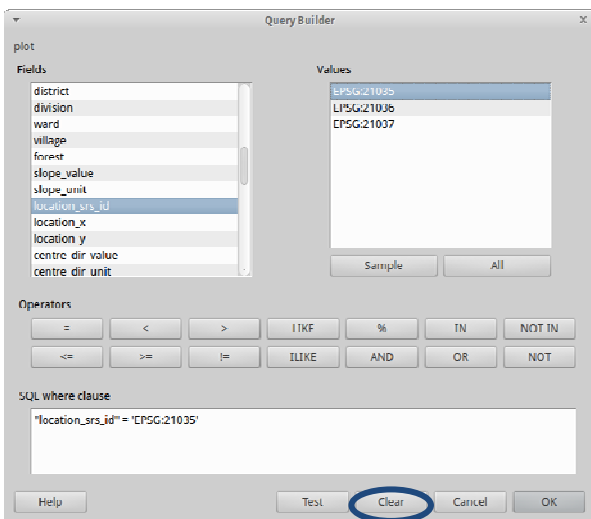 Query Builder x
plot
Fields
district
division
ward
village
forest
slope_value
slope_unit
location_srs_id
location_x
location_y
centre_dir_value
centre_dir_unit
Values
EPSG:21035
EPSG:21036
EPSG:21037
Sample All
Operators
= < > LIKE % IN NOT IN
<= >= != ILIKE AND OR NOT
SQL where clause
"location_srs_id" = 'EPSG:21035'
Help Test Clear Cancel OK